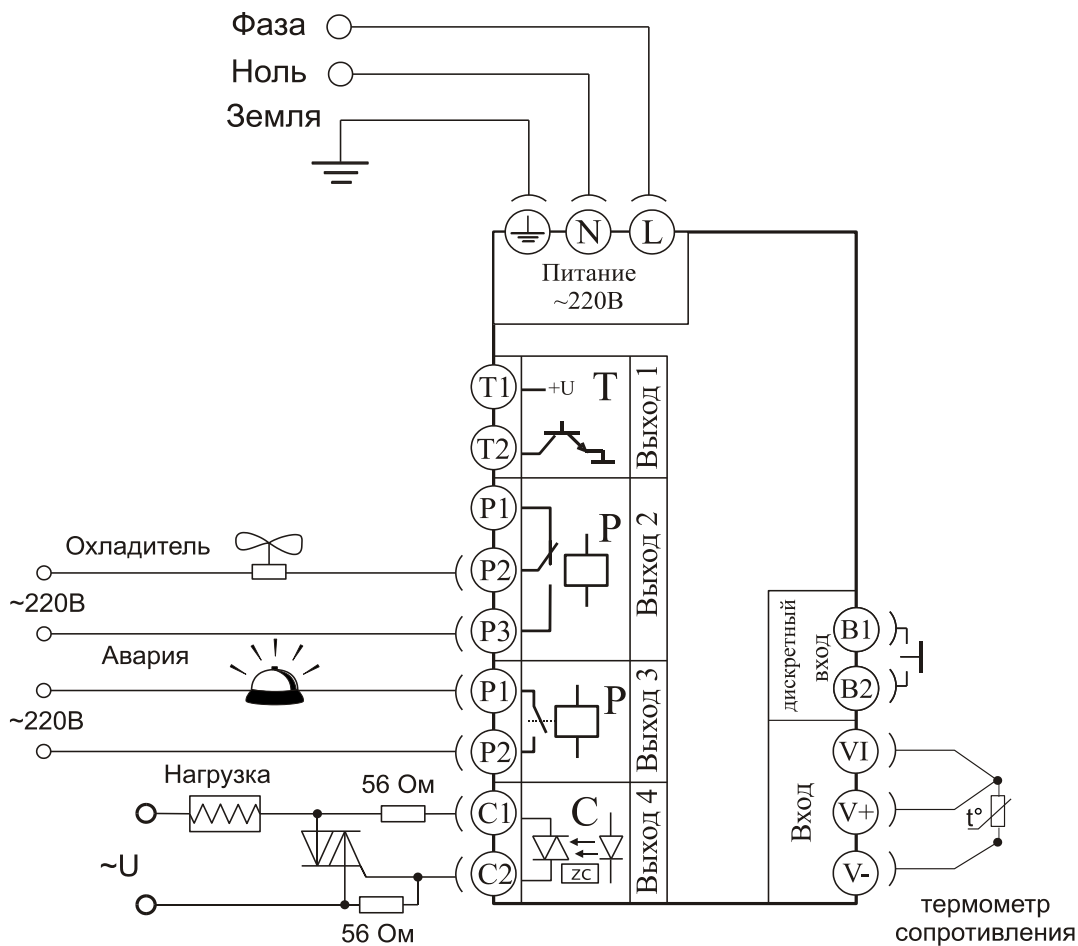 Фаза
Ноль
Земля
N
L
Питание
~220В
T1
+U
T
T2
Выход 1
P1
P
P2
P3
Выход 2
Охладитель
~220В
Авария
~220В
P1
P
P2
Выход 3
Нагрузка
56 Ом
~U
56 Ом
C1
C
C2
zc
Выход 4
дискретный
вход
B1
B2
Вход
VI
V+
V-
t°
термометр
сопротивления